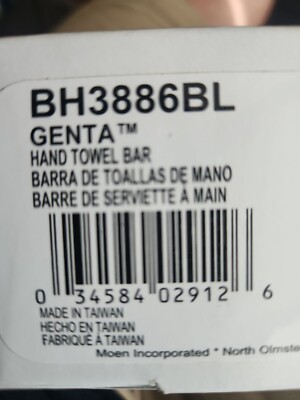 BH3886BL
GENTA™
HAND TOWEL BAR
BARRA DE TOALLAS DE MANO
BARRE DE SERVIETTE À MAIN
0 34584 02912 6
MADE IN TAIWAN
HECHO EN TAIWAN
FABRIQUÉ À TAIWAN
Moen Incorporated * North Olmste